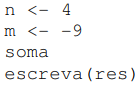 n <- 4
m <- -9
soma
escreva(res)